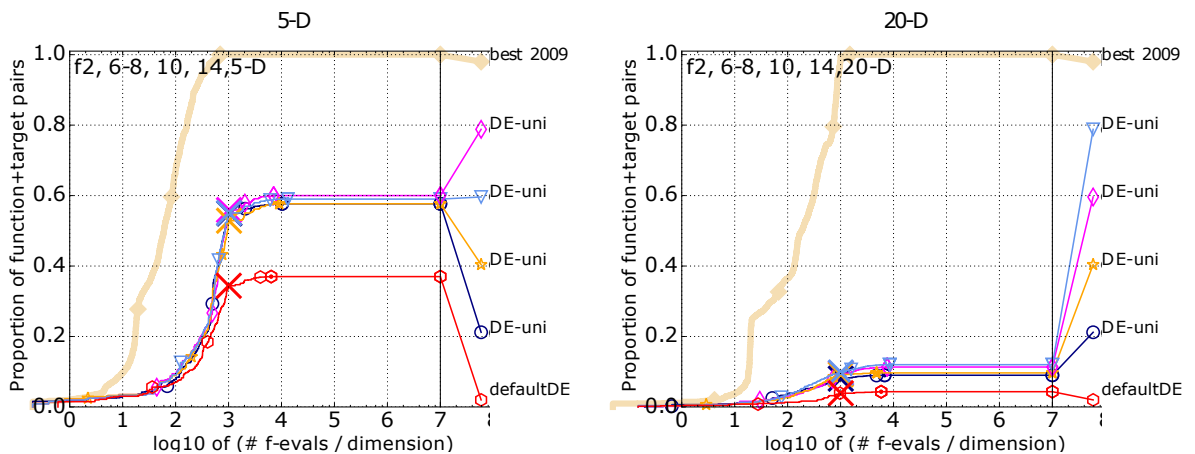 5-D
Proportion of function+target pairs
1.0
0.8
0.6
0.4
0.2
0.0
f2, 6-8, 10, 14,5-D
best 2009
DE-uni
DE-uni
DE-uni
DE-uni
defaultDE
0 1 2 3 4 5 6 7
log10 of (# f-evals / dimension)
20-D
Proportion of function+target pairs
1.0
0.8
0.6
0.4
0.2
0.0
f2, 6-8, 10, 14,20-D
best 2009
DE-uni
DE-uni
DE-uni
DE-uni
defaultDE
0 1 2 3 4 5 6 7
log10 of (# f-evals / dimension)